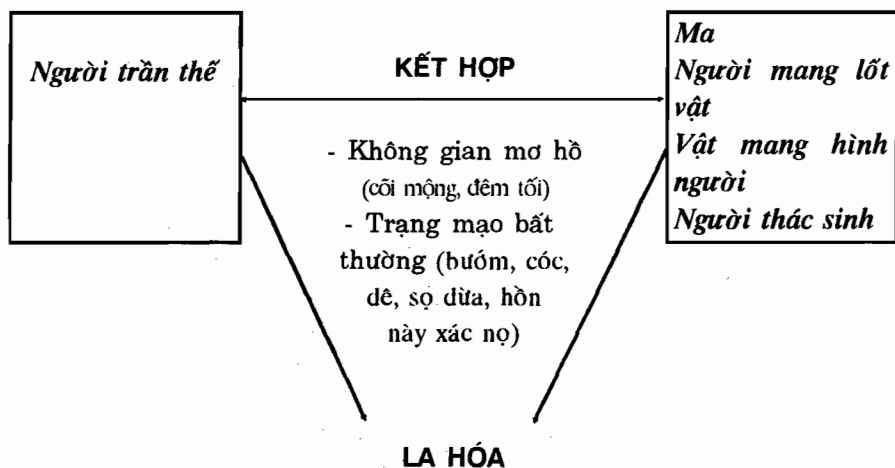 Người trần thế
KẾT HỢP
- Không gian mơ hồ
(cõi mộng, đêm tối)
- Trạng mạo bất
thường (bướm, cóc,
dê, sọ dừa, hồn
này xác nọ)
Ma
Người mang lốt
vật
Vật mang hình
người
Người thác sinh
LA HÓA